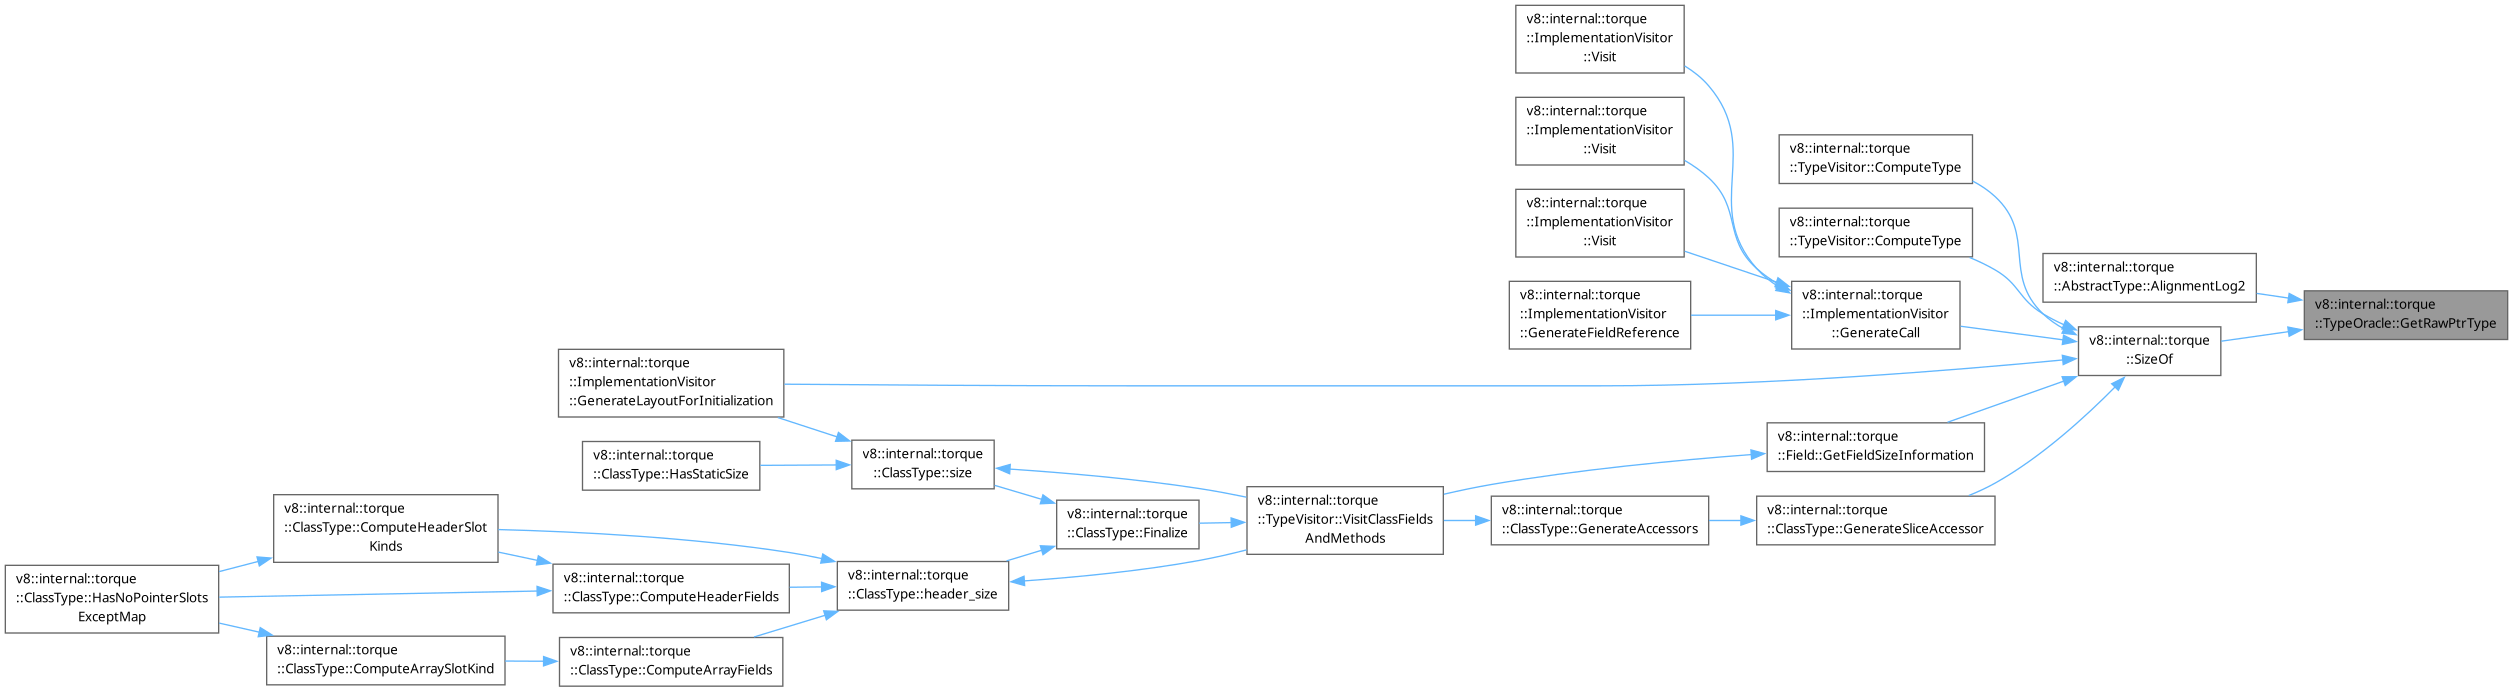 v8::internal::torque
::ImplementationVisitor
::Visit
v8::internal::torque
::ImplementationVisitor
::Visit
v8::internal::torque
::TypeVisitor::ComputeType
v8::internal::torque
::ImplementationVisitor
::Visit
v8::internal::torque
::TypeVisitor::ComputeType
v8::internal::torque
::AbstractType::AlignmentLog2
v8::internal::torque
::ImplementationVisitor
::GenerateFieldReference
v8::internal::torque
::ImplementationVisitor
::GenerateCall
v8::internal::torque
::TypeOracle::GetRawPtrType
v8::internal::torque
::SizeOf
v8::internal::torque
::ImplementationVisitor
::GenerateLayoutForInitialization
v8::internal::torque
::Field::GetFieldSizeInformation
v8::internal::torque
::ClassType::HasStaticSize
v8::internal::torque
::ClassType::size
v8::internal::torque
::TypeVisitor::VisitClassFields
AndMethods
v8::internal::torque
::ClassType::GenerateAccessors
v8::internal::torque
::ClassType::GenerateSliceAccessor
v8::internal::torque
::ClassType::ComputeHeaderSlot
Kinds
v8::internal::torque
::ClassType::Finalize
v8::internal::torque
::ClassType::HasNoPointerSlots
ExceptMap
v8::internal::torque
::ClassType::ComputeHeaderFields
v8::internal::torque
::ClassType::header_size
v8::internal::torque
::ClassType::ComputeArraySlotKind
v8::internal::torque
::ClassType::ComputeArrayFields